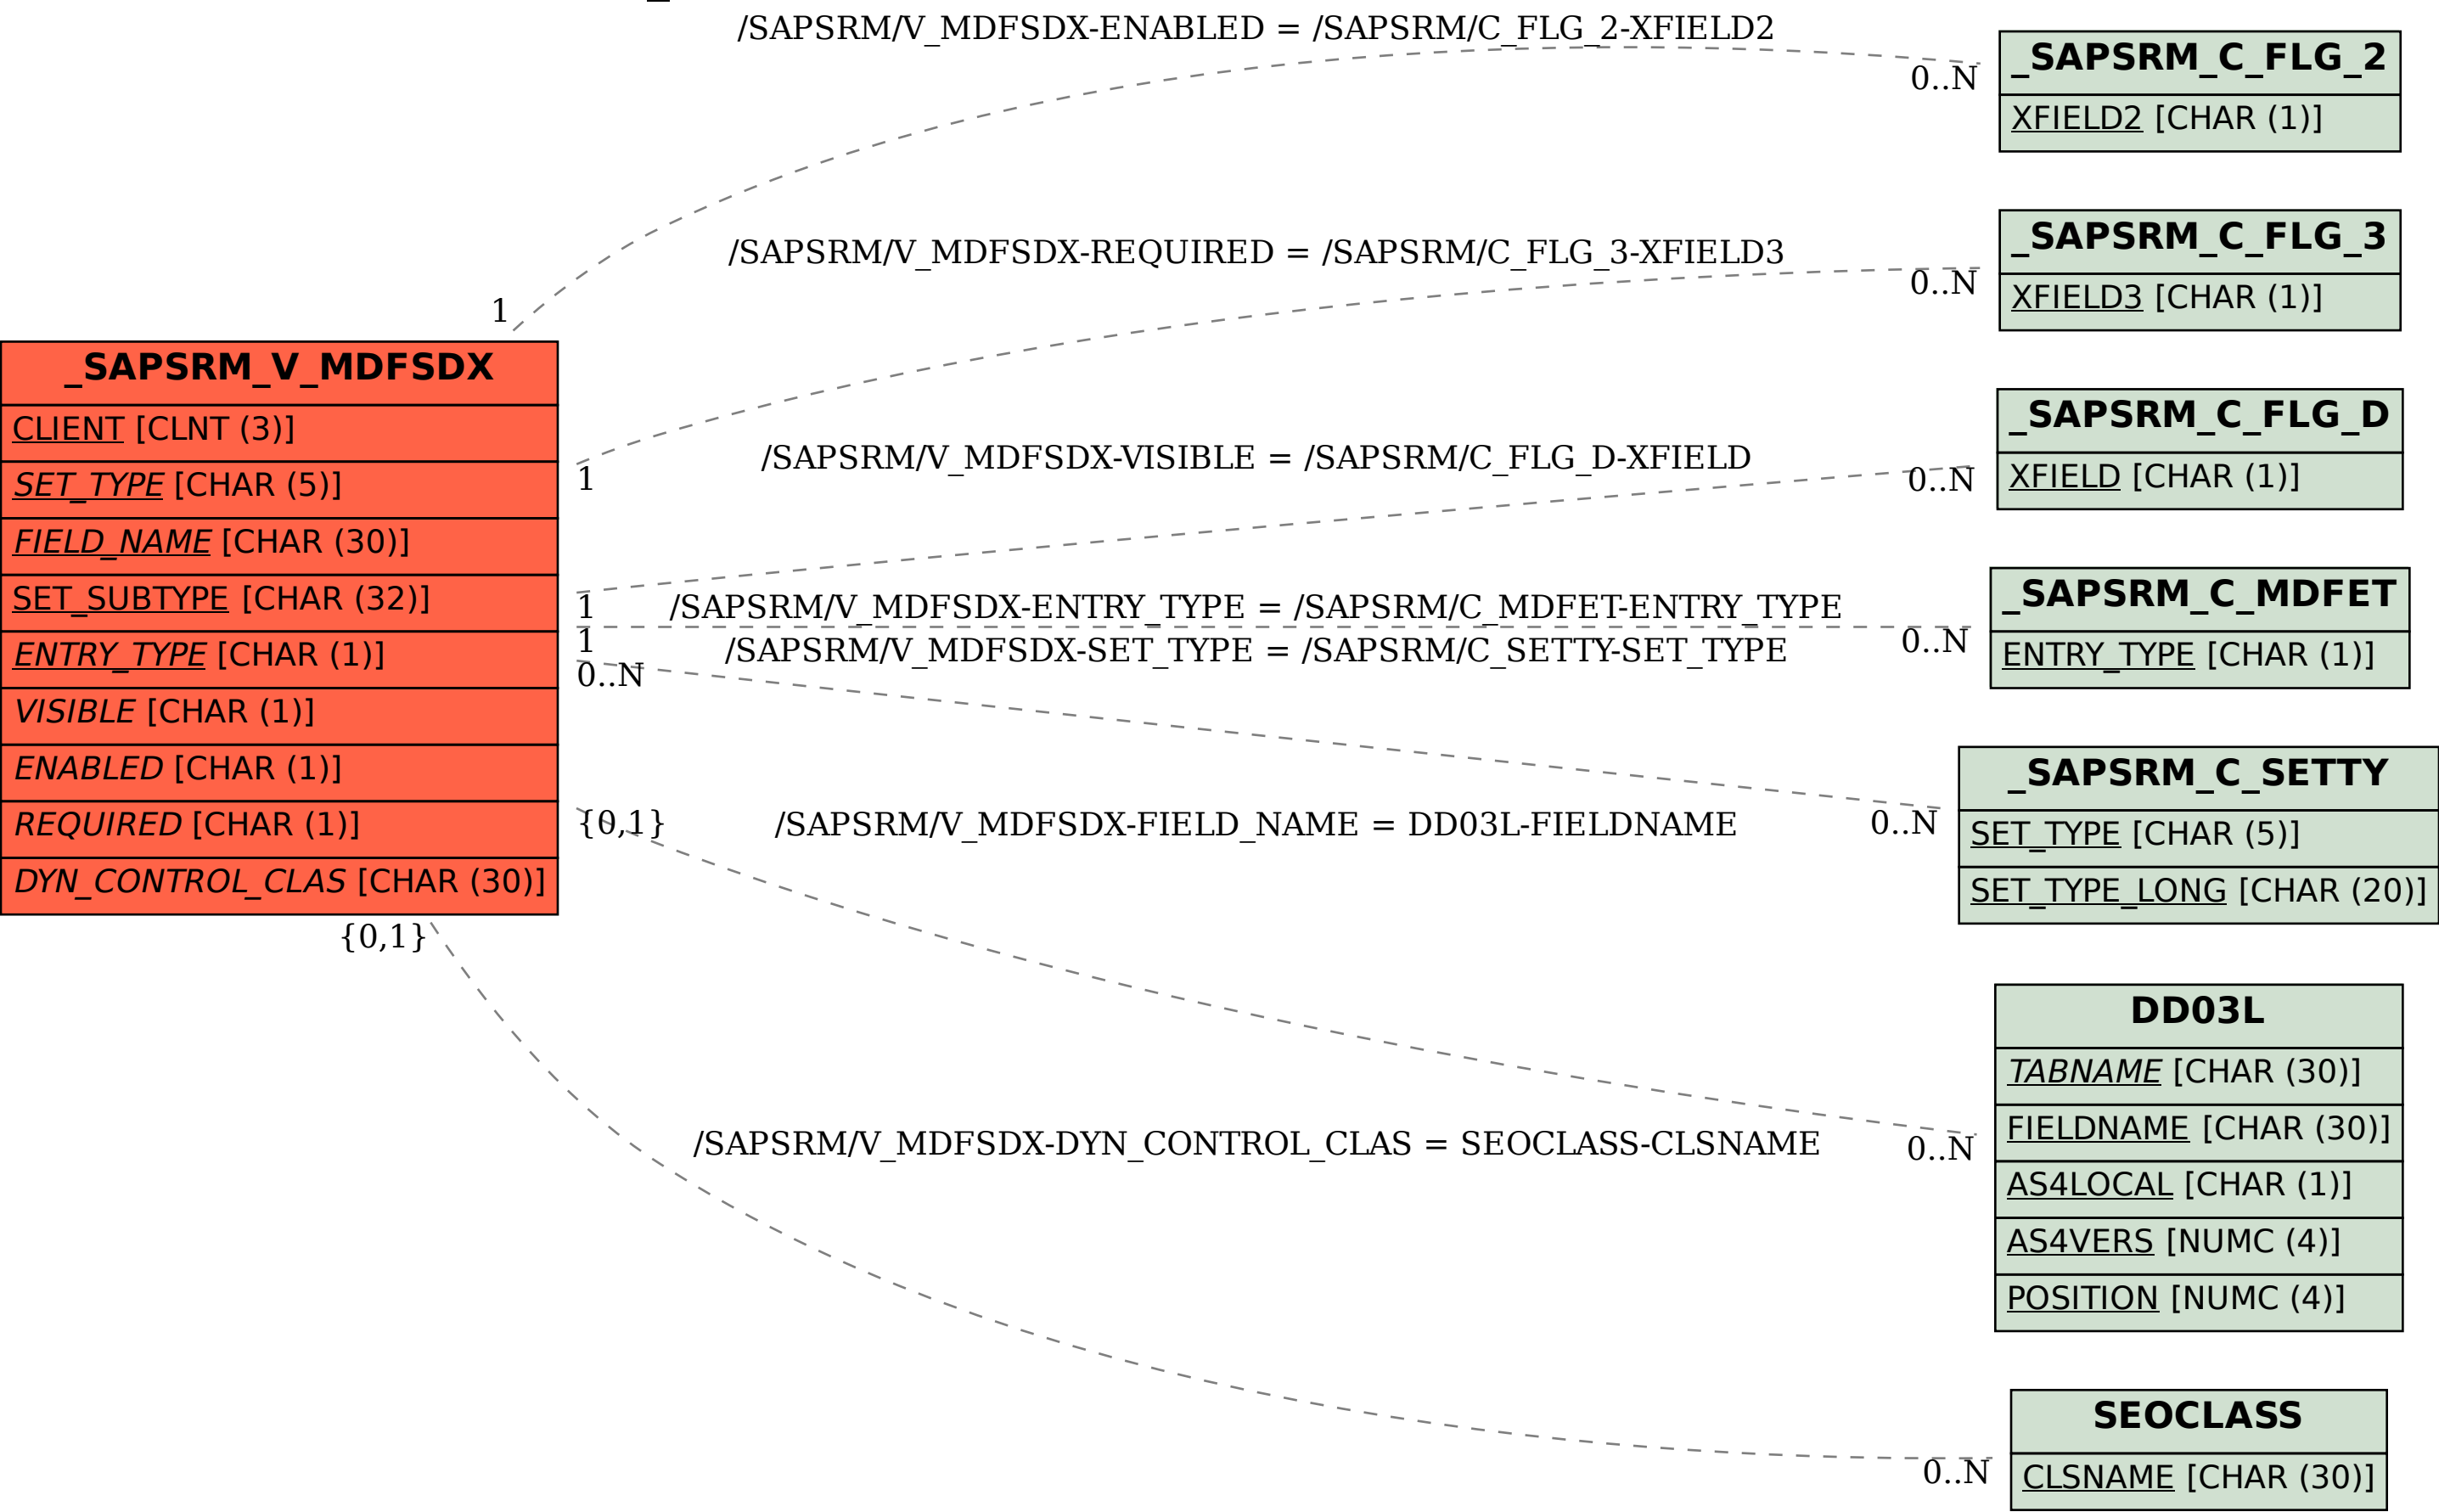 /SAPSRM/V_MDFSDX-ENABLED = /SAPSRM/C_FLG_2-XFIELD2
0..N
1
_SAPSRM_C_FLG_2
XFIELD2 [CHAR (1)]
/SAPSRM/V_MDFSDX-REQUIRED = /SAPSRM/C_FLG_3-XFIELD3
0..N
1
_SAPSRM_C_FLG_3
XFIELD3 [CHAR (1)]
_SAPSRM_V_MDFSDX
CLIENT [CLNT (3)]
SET_TYPE [CHAR (5)]
FIELD_NAME [CHAR (30)]
SET_SUBTYPE [CHAR (32)]
ENTRY_TYPE [CHAR (1)]
VISIBLE [CHAR (1)]
ENABLED [CHAR (1)]
REQUIRED [CHAR (1)]
DYN_CONTROL_CLAS [CHAR (30)]
/SAPSRM/V_MDFSDX-VISIBLE = /SAPSRM/C_FLG_D-XFIELD
0..N
1
_SAPSRM_C_FLG_D
XFIELD [CHAR (1)]
/SAPSRM/V_MDFSDX-ENTRY_TYPE = /SAPSRM/C_MDFET-ENTRY_TYPE
0..N
1
_SAPSRM_C_MDFET
ENTRY_TYPE [CHAR (1)]
/SAPSRM/V_MDFSDX-SET_TYPE = /SAPSRM/C_SETTY-SET_TYPE
0..N
0..N
_SAPSRM_C_SETTY
SET_TYPE [CHAR (5)]
SET_TYPE_LONG [CHAR (20)]
{0,1}
/SAPSRM/V_MDFSDX-FIELD_NAME = DD03L-FIELDNAME
0..N
DD03L
TABNAME [CHAR (30)]
FIELDNAME [CHAR (30)]
AS4LOCAL [CHAR (1)]
AS4VERS [NUMC (4)]
POSITION [NUMC (4)]
{0,1}
/SAPSRM/V_MDFSDX-DYN_CONTROL_CLAS = SEOCLASS-CLSNAME
0..N
SEOCLASS
CLSNAME [CHAR (30)]